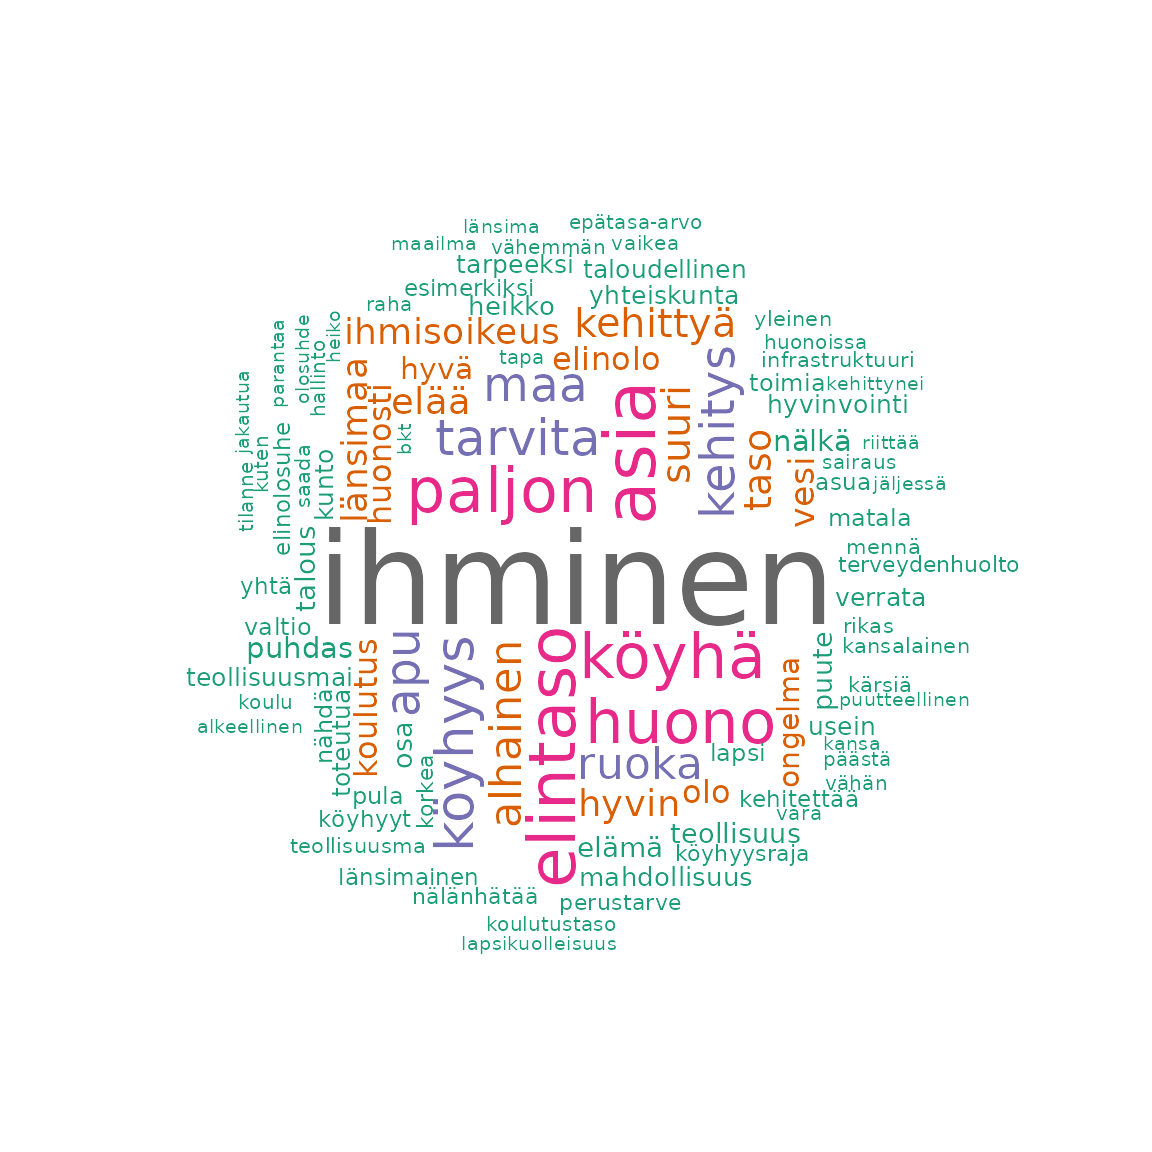 länsima
epätasa-arvo
maailma
vähemmän
vaikea
tarpeeksi
taloudellinen
esimerkiksi
yhteiskunta
raha
heikko
ihmisoikeus
kehittyä
yleinen
huonoissa
tapa
elinolo
infrastruktuuri
hyvä
maa
toimia
kehittynei
elää
hyvinvointi
heiko
olosuhde
hallinto
parantaa
jakautua
länsimaa
huonosti
bkt
tarvita
asia
suuri
kehitys
taso
nälkä
riittää
vesi
sairaus
asua
jäljessä
kuten
tilanne
elinolosuhe
saada
kunto
paljon
matala
talous
ihminen
mennä
terveydenhuolto
yhtä
verrata
valtio
rikas
puhdas
kansalainen
koulutus
apu
köyhyys
alhainen
elintaso
köyhä
puute
teollisuusmai
kärsiä
koulu
puutteellinen
alkeellinen
nähdä
toteutua
osa
huono
ongelma
usein
kansa
ruoka
lapsi
päästä
korkea
vähän
pula
hyvin
olo
kehitettää
vara
köyhyyt
teollisuus
teollisuusma
elämä
köyhyysraja
länsimainen
mahdollisuus
nälänhätää
perustarve
koulutustaso
lapsikuolleisuus